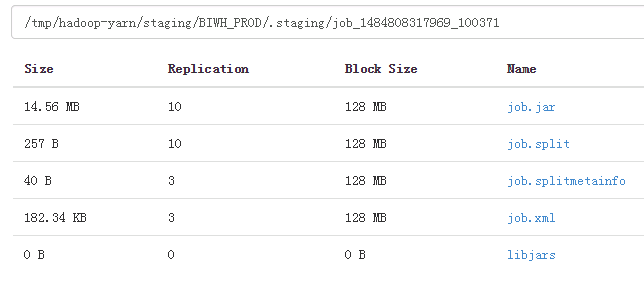 /tmp/hadoop-yarn/staging/BIWH_PROD/.staging/job_1484808317969_100371
Size Replication Block Size Name
14.56 MB 10 128 MB job.jar
257 B 10 128 MB job.split
40 B 3 128 MB job.splitmetainfo
182.34 KB 3 128 MB job.xml
0 B 0 0 B libjars